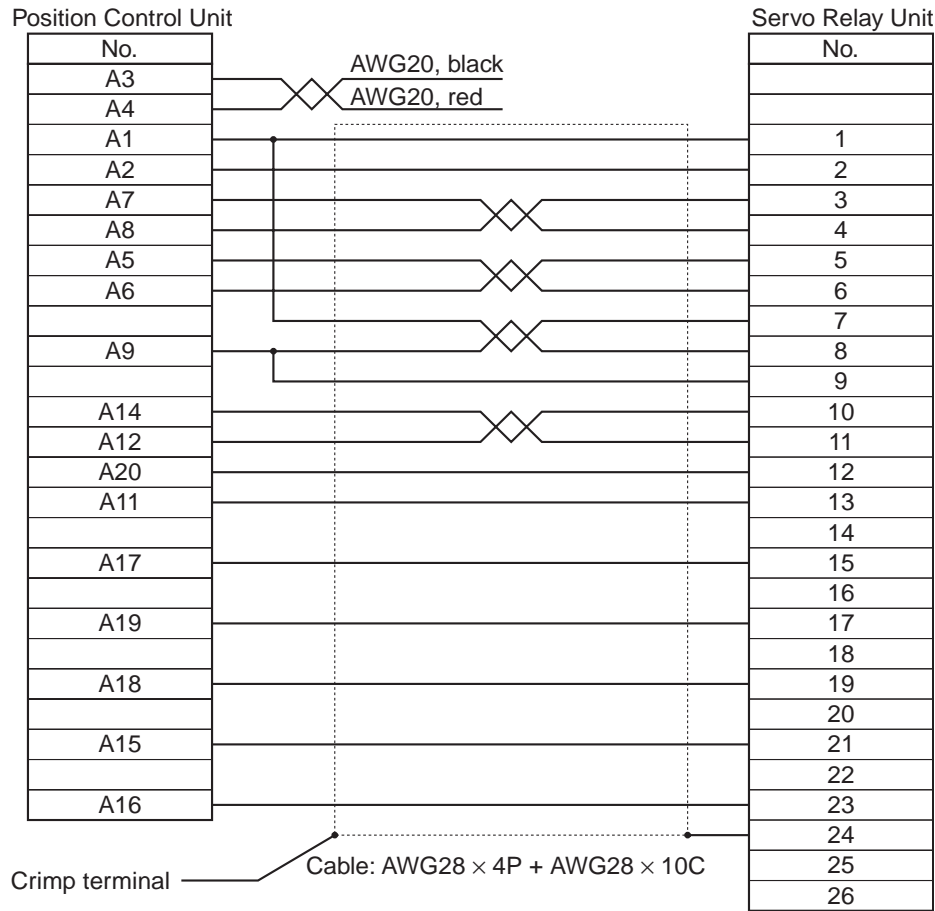 Position Control Unit Servo Relay Unit
No. No.
A3 AWG20, black
A4 AWG20, red
A1 1
A2 2
A7 3
A8 4
A5 5
A6 6
7
A9 8
9
A14 10
A12 11
A20 12
A11 13
14
A17 15
16
A19 17
18
A18 19
20
A15 21
22
A16 23
24
Crimp terminal Cable: AWG28 × 4P + AWG28 × 10C 25
26